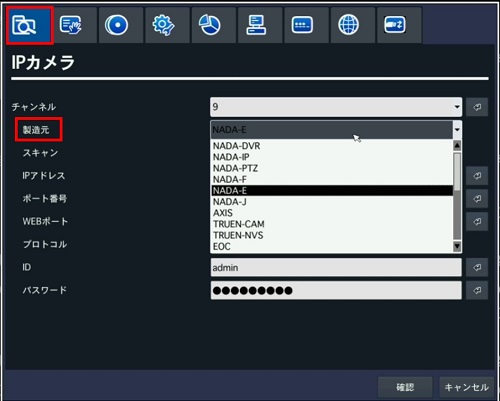 IPカメラ
チャンネル 9
製造元 NADA-E
NADA-DVR
スキャン NADA-IP
NADA-PTZ
IPアドレス NADA-F
NADA-E
ポート番号 NADA-J
AXIS
WEBポート TRUEN-CAM
TRUEN-NVS
プロトコル EOC
ID admin
パスワード ●●●●●●●●●
確認 キャンセル